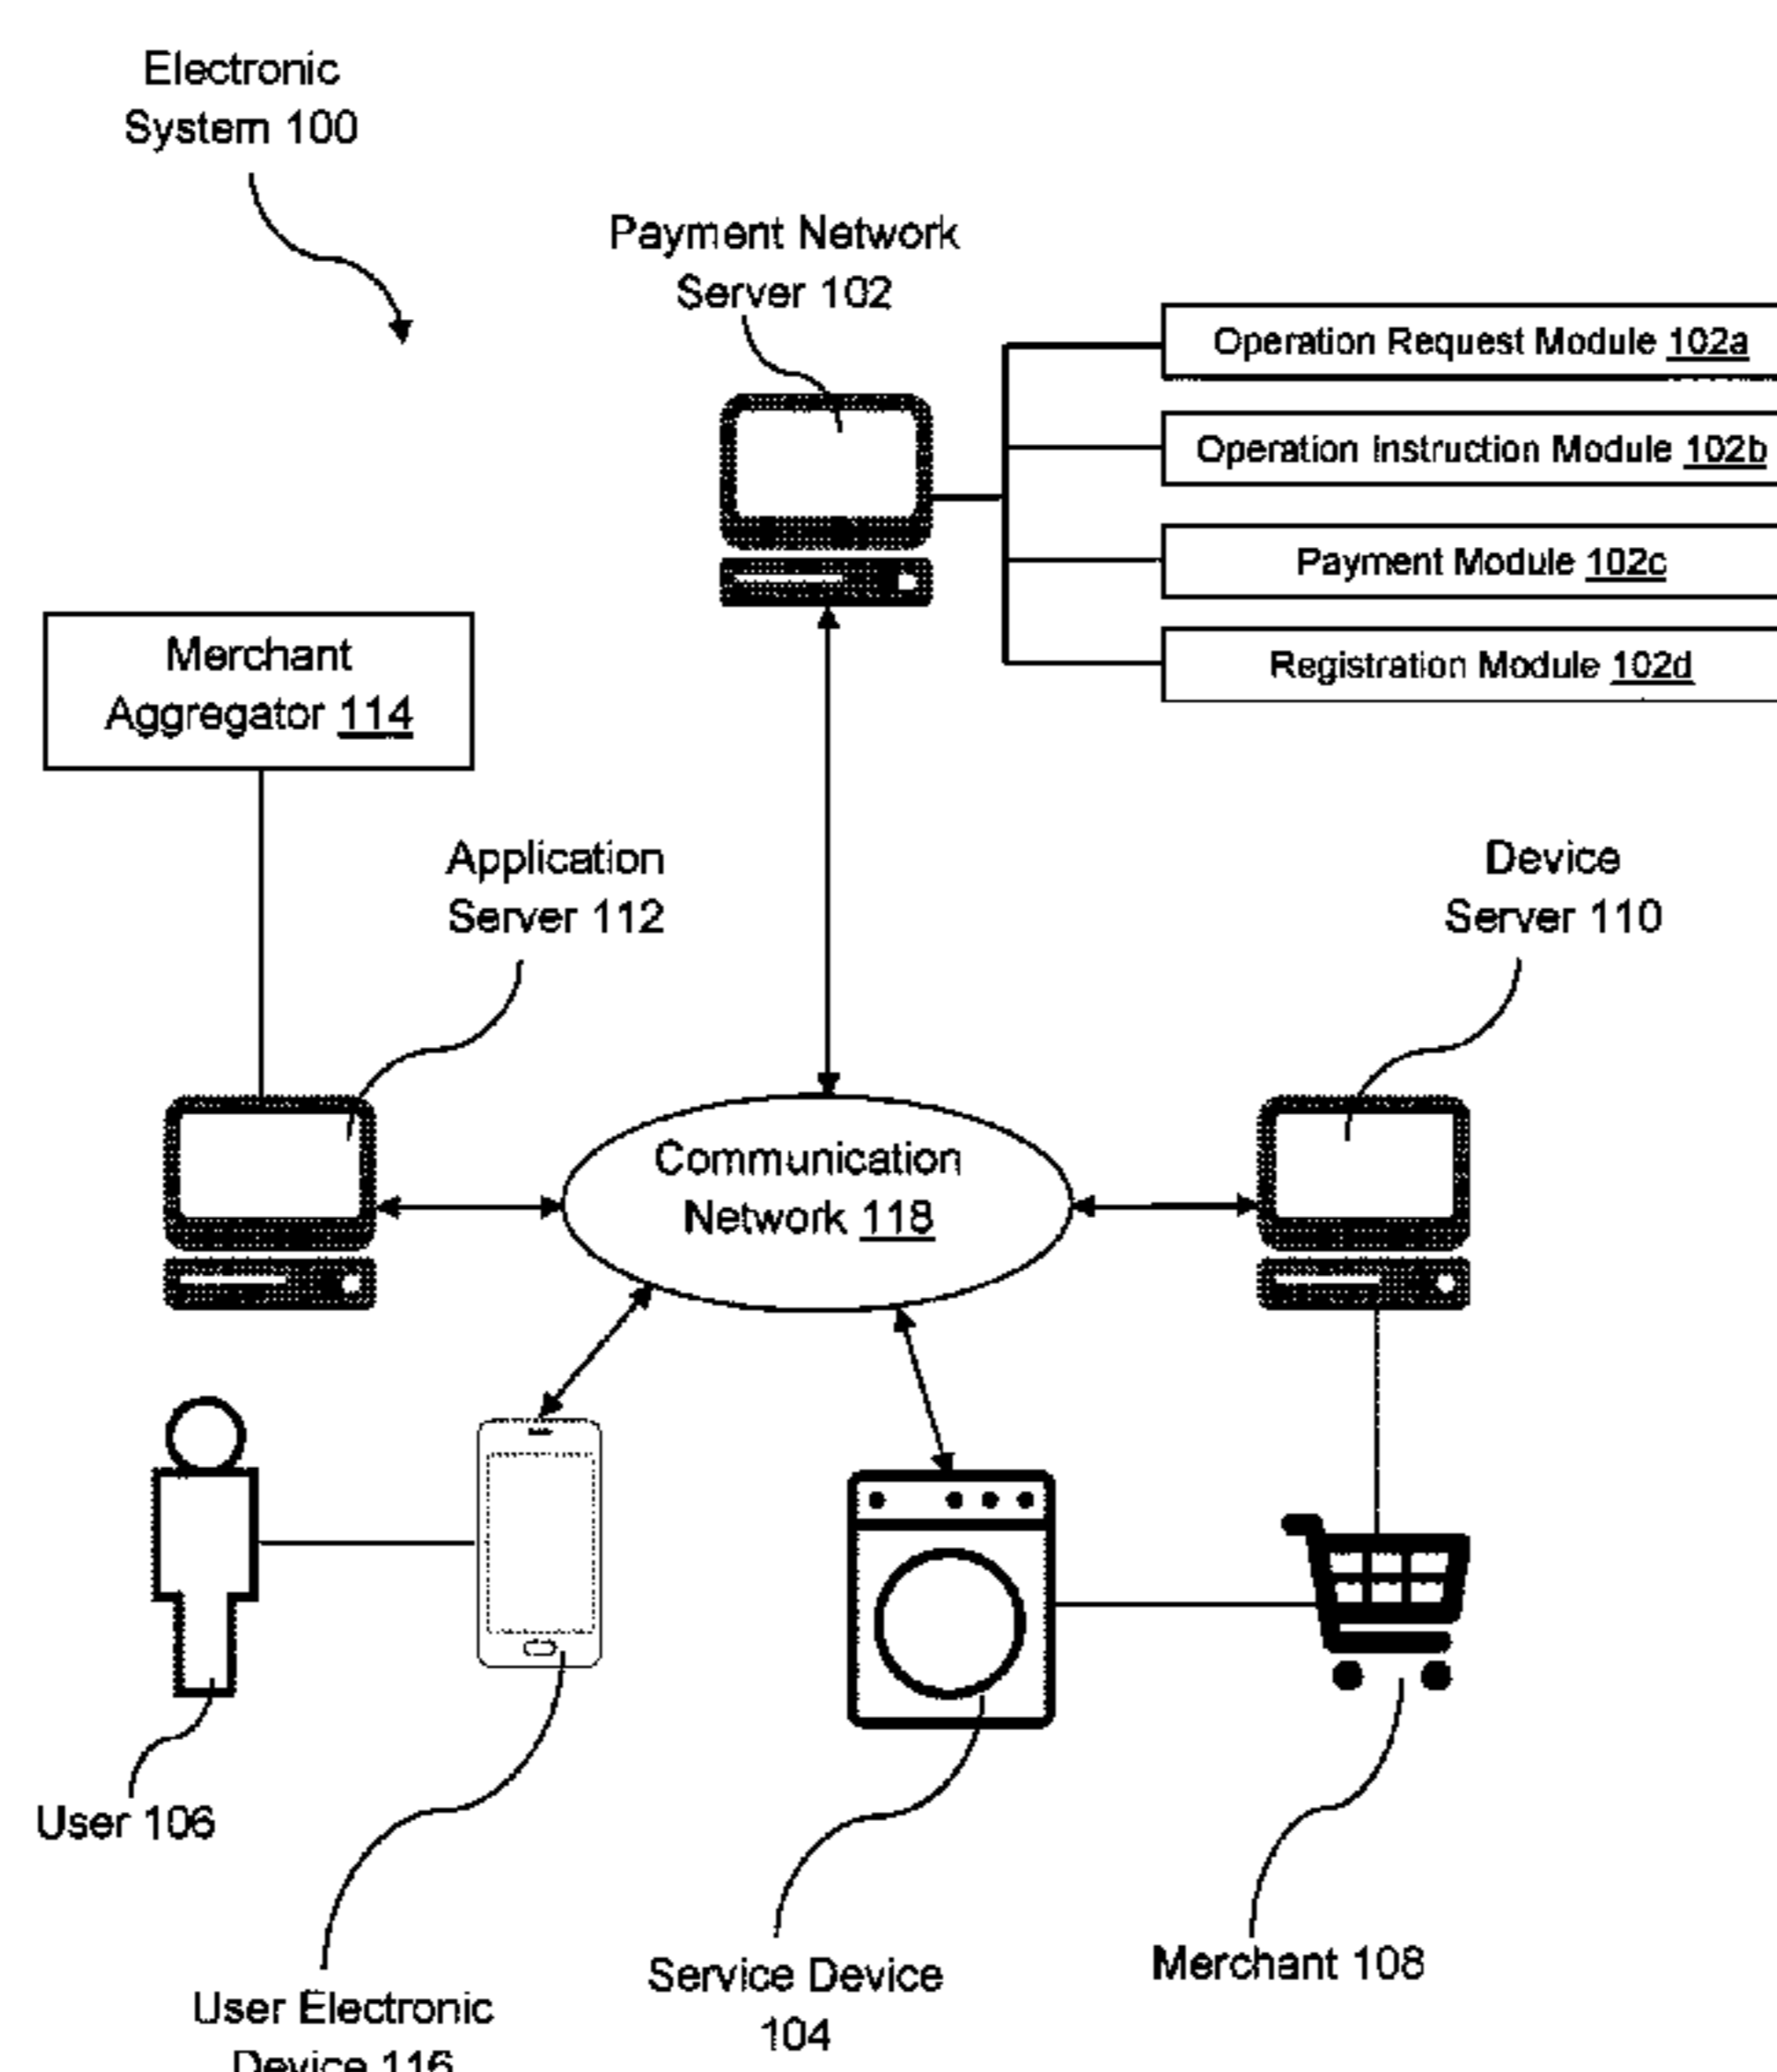 Electronic
System 100
Payment Network
Server 102
Operation Request Module 102a
Operation Instruction Module 102b
Payment Module 102c
Registration Module 102d
Merchant
Aggregator 114
Application
Server 112
Device
Server 110
Communication
Network 118
User 106
User Electronic
Device 116
Service Device
104
Merchant 108